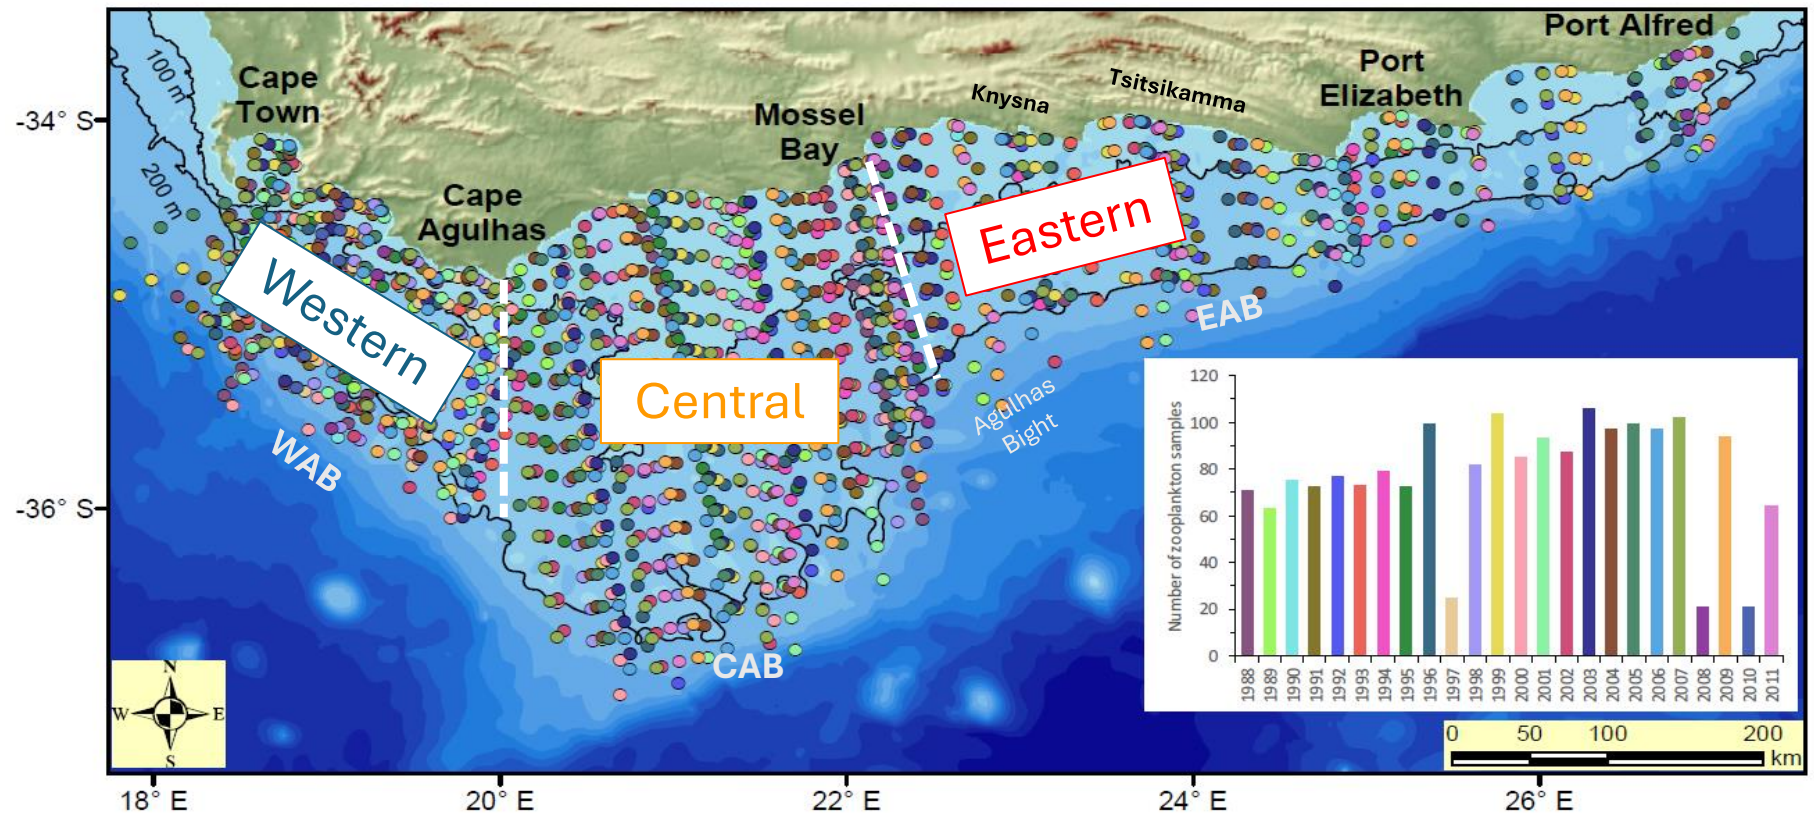 Port Alfred
Port
Elizabeth
Tsitsikamma
Knysna
Mossel
Bay
Cape
Town
Cape
Agulhas
100 m
200 m
-34° S
-36° S
Western
Central
Eastern
WAB
CAB
EAB
Agulhas
Bight
N
W E
S
18° E 20° E 22° E 24° E 26° E
Number of zooplankton samples
120
100
80
60
40
20
0
1988 1989 1990 1991 1992 1993 1994 1995 1996 1997 1998 1999 2000 2001 2002 2003 2004 2005 2006 2007 2008 2009 2010 2011
0 50 100 200
km